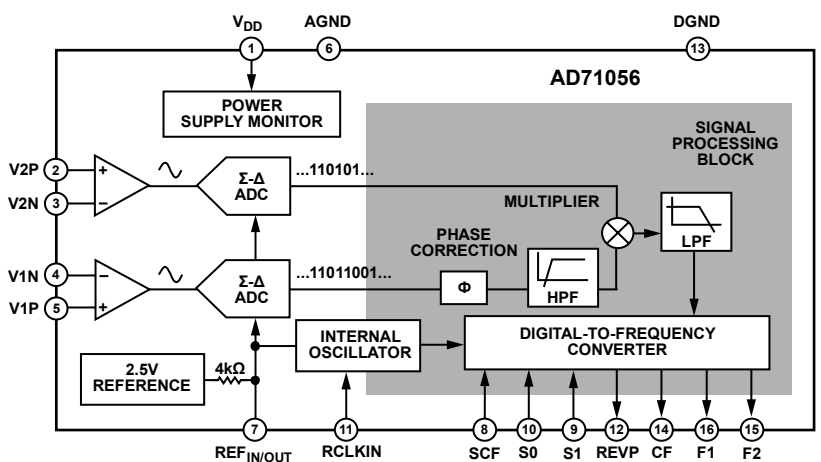 V_DD AGND DGND
1 6 13
AD71056
POWER
SUPPLY MONITOR
SIGNAL
PROCESSING
BLOCK
V2P 2 +
V2N 3 −
Σ-Δ
ADC
...110101...
MULTIPLIER
LPF
PHASE
CORRECTION
V1N 4 −
V1P 5 +
Σ-Δ
ADC
...11011001...
Φ
HPF
INTERNAL
OSCILLATOR
DIGITAL-TO-FREQUENCY
CONVERTER
2.5V
REFERENCE
4kΩ
7 11 8 10 9 12 14 16 15
REF_IN/OUT RCLKIN SCF S0 S1 REVP CF F1 F2